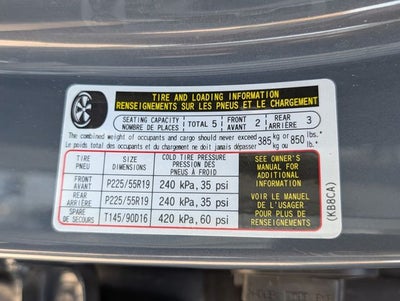 TIRE AND LOADING INFORMATION
RENSEIGNEMENTS SUR LES PNEUS ET LE CHARGEMENT
SEATING CAPACITY
NOMBRE DE PLACES
TOTAL 5
FRONT
AVANT 2
REAR
ARRIÈRE 3
The combined weight of occupants and cargo should never exceed
Le poids total des occupants et du chargement ne doit jamais dépasser
385 kg or/ou 850 lbs./lb.
TIRE
PNEU
SIZE
DIMENSIONS
COLD TIRE PRESSURE
PRESSION DES
PNEUS À FROID
FRONT
AVANT
P225/55R19
240 kPa, 35 psi
REAR
ARRIÈRE
P225/55R19
240 kPa, 35 psi
SPARE
DE SECOURS
T145/90D16
420 kPa, 60 psi
SEE OWNER'S
MANUAL FOR
ADDITIONAL
INFORMATION
VOIR LE MANUEL
DE L'USAGER
POUR PLUS DE
RENSEIGNEMENTS
(KB8CA)